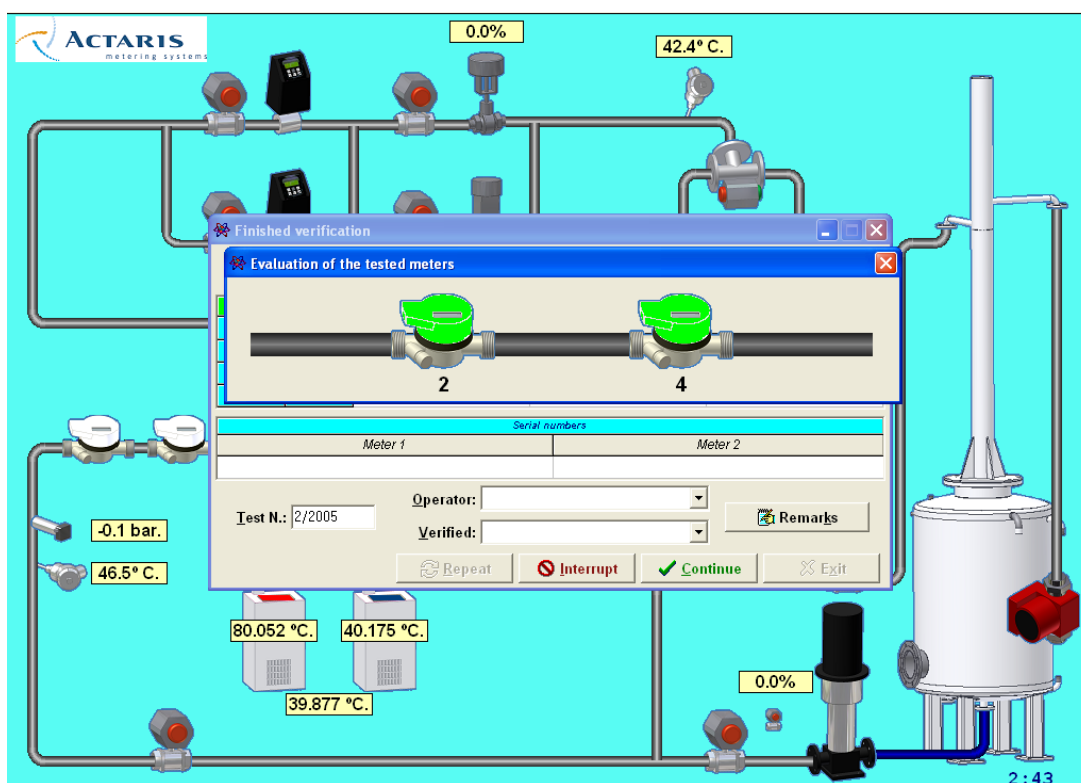 ACTARIS
metering systems
0.0%
42.4° C.
Finished verification
Evaluation of the tested meters
2
4
Serial numbers
Meter 1
Meter 2
Test N.: 2/2005
Operator:
Verified:
Remarks
Repeat
Interrupt
Continue
Exit
-0.1 bar.
46.5° C.
80.052 ºC.
40.175 ºC.
39.877 ºC.
0.0%
2:43